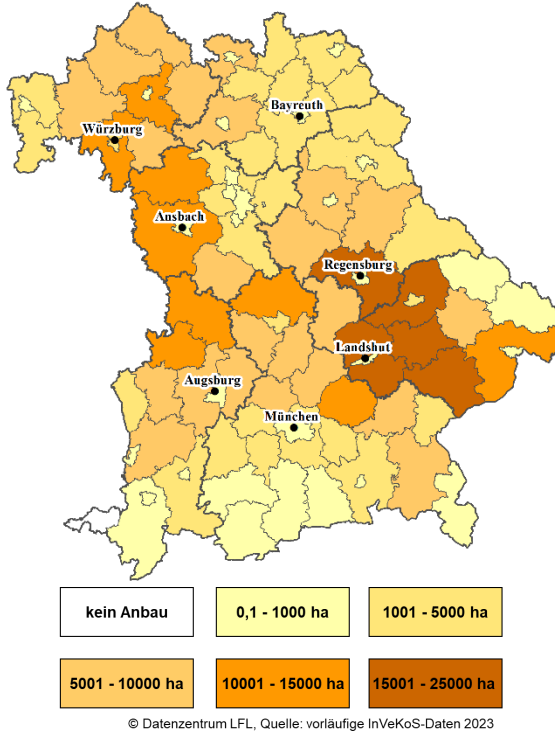 Bayreuth
Würzburg
Ansbach
Regensburg
Landshut
Augsburg
München
kein Anbau
0,1 - 1000 ha
1001 - 5000 ha
5001 - 10000 ha
10001 - 15000 ha
15001 - 25000 ha
© Datenzentrum LFL, Quelle: vorläufige InVeKoS-Daten 2023